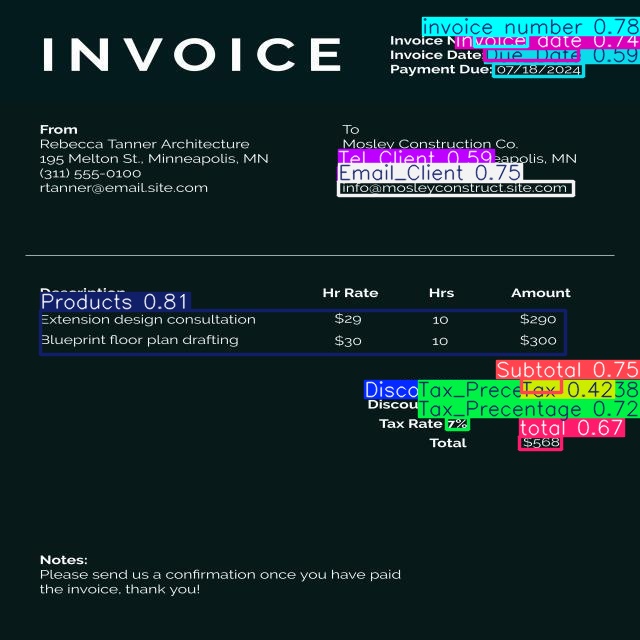 INVOICE
invoice number 0.78
Invoice N
invoice date 0.74
Invoice Date:
Due Date 0.59
Payment Due: 07/18/2024
From
Rebecca Tanner Architecture
195 Melton St., Minneapolis, MN
(311) 555-0100
rtanner@email.site.com
To
Mosley Construction Co.
Tel_Client 0.59
eapolis, MN
Email_Client 0.75
info@mosleyconstruct.site.com
Description Hr Rate Hrs Amount
Products 0.81
Extension design consultation $29 10 $290
Blueprint floor plan drafting $30 10 $300
Subtotal 0.75
Disco Tax_Prece Tax 0.42 38
Discou Tax_Precentage 0.72
Tax Rate 7% total 0.67
Total $568
Notes:
Please send us a confirmation once you have paid
the invoice, thank you!